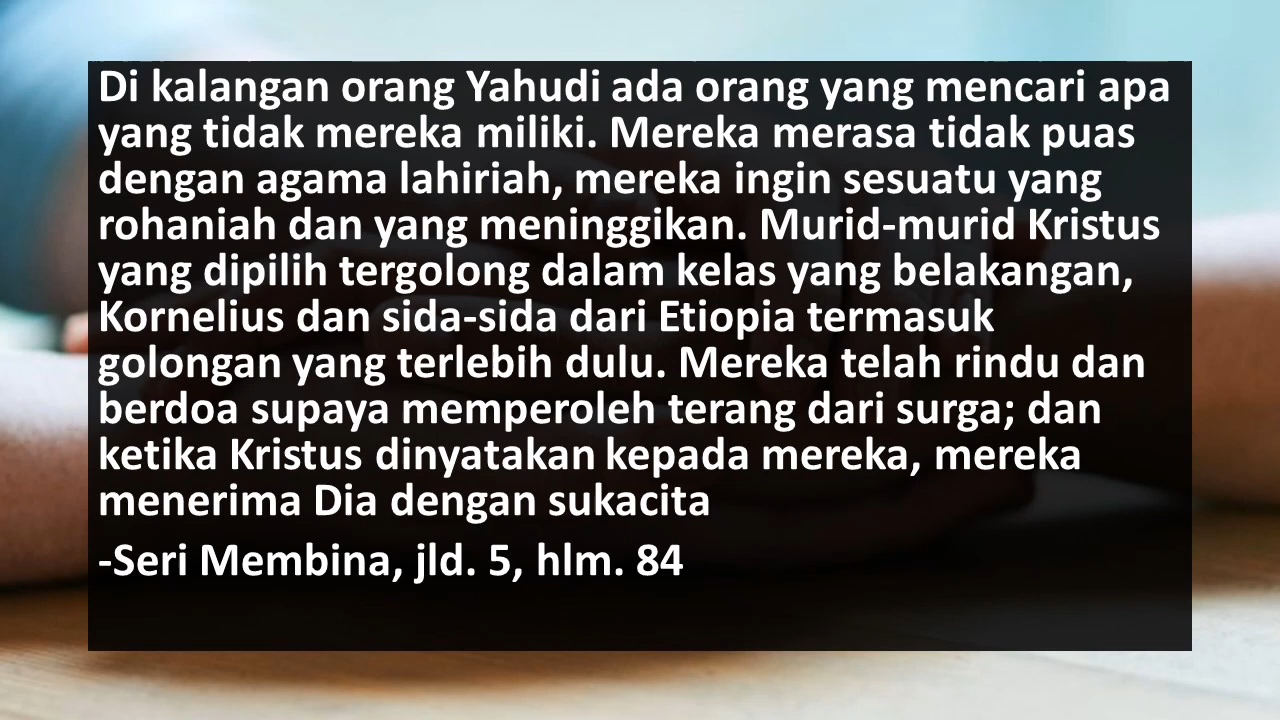 Di kalangan orang Yahudi ada orang yang mencari apa
yang tidak mereka miliki. Mereka merasa tidak puas
dengan agama lahiriah, mereka ingin sesuatu yang
rohaniah dan yang meninggikan. Murid-murid Kristus
yang dipilih tergolong dalam kelas yang belakangan,
Kornelius dan sida-sida dari Etiopia termasuk
golongan yang terlebih dulu. Mereka telah rindu dan
berdoa supaya memperoleh terang dari surga; dan
ketika Kristus dinyatakan kepada mereka, mereka
menerima Dia dengan sukacita
-Seri Membina, jld. 5, hlm. 84